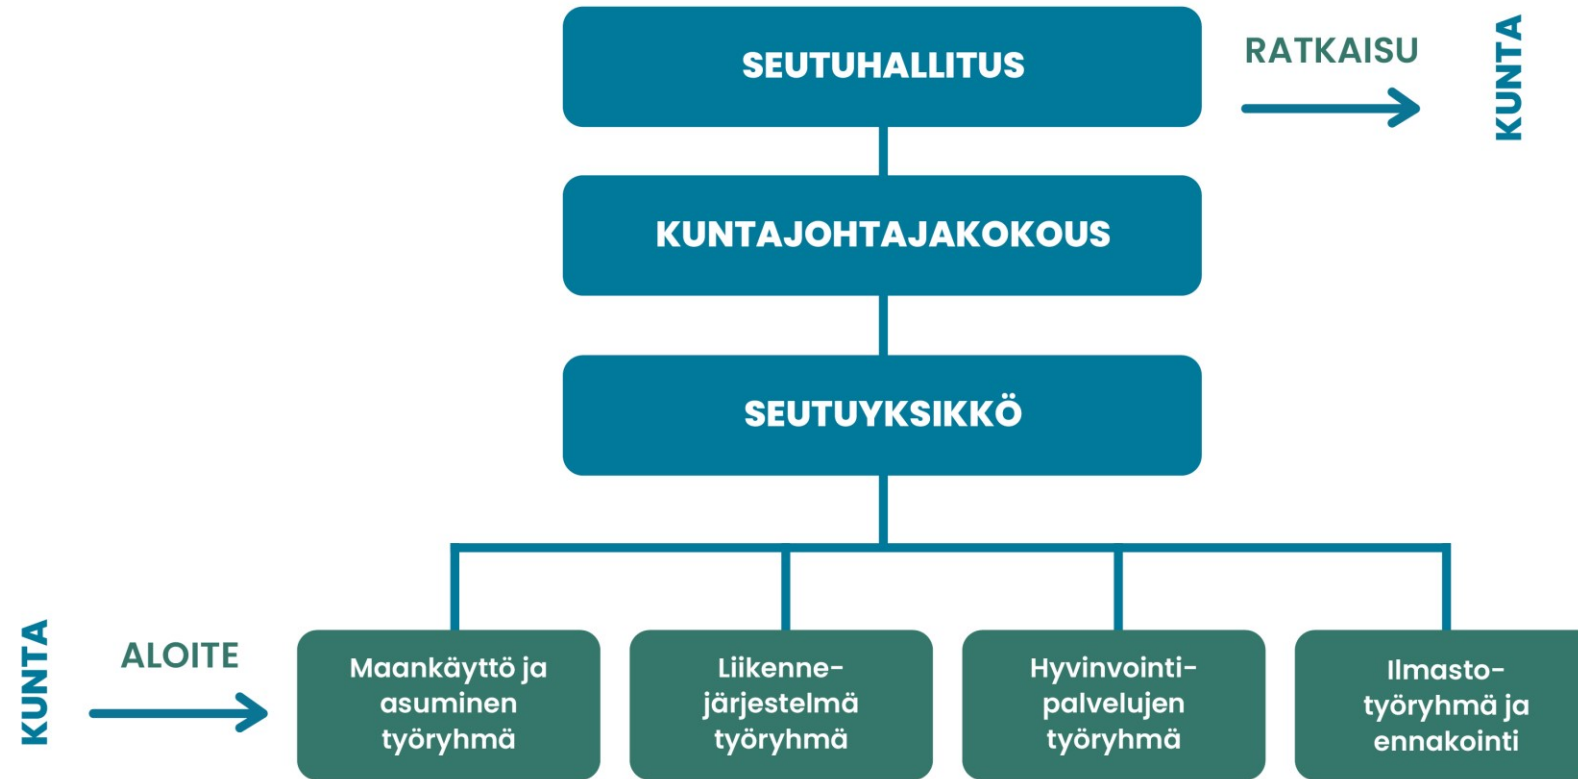 SEUTUHALLITUS
RATKAISU
KUNTA
KUNTAJOHTAJAKOKOUS
SEUTUYKSIKKÖ
KUNTA
ALOITE
Maankäyttö ja
asuminen
työryhmä
Liikenne-
järjestelmä
työryhmä
Hyvinvointi-
palvelujen
työryhmä
Ilmasto-
työryhmä ja
ennakointi